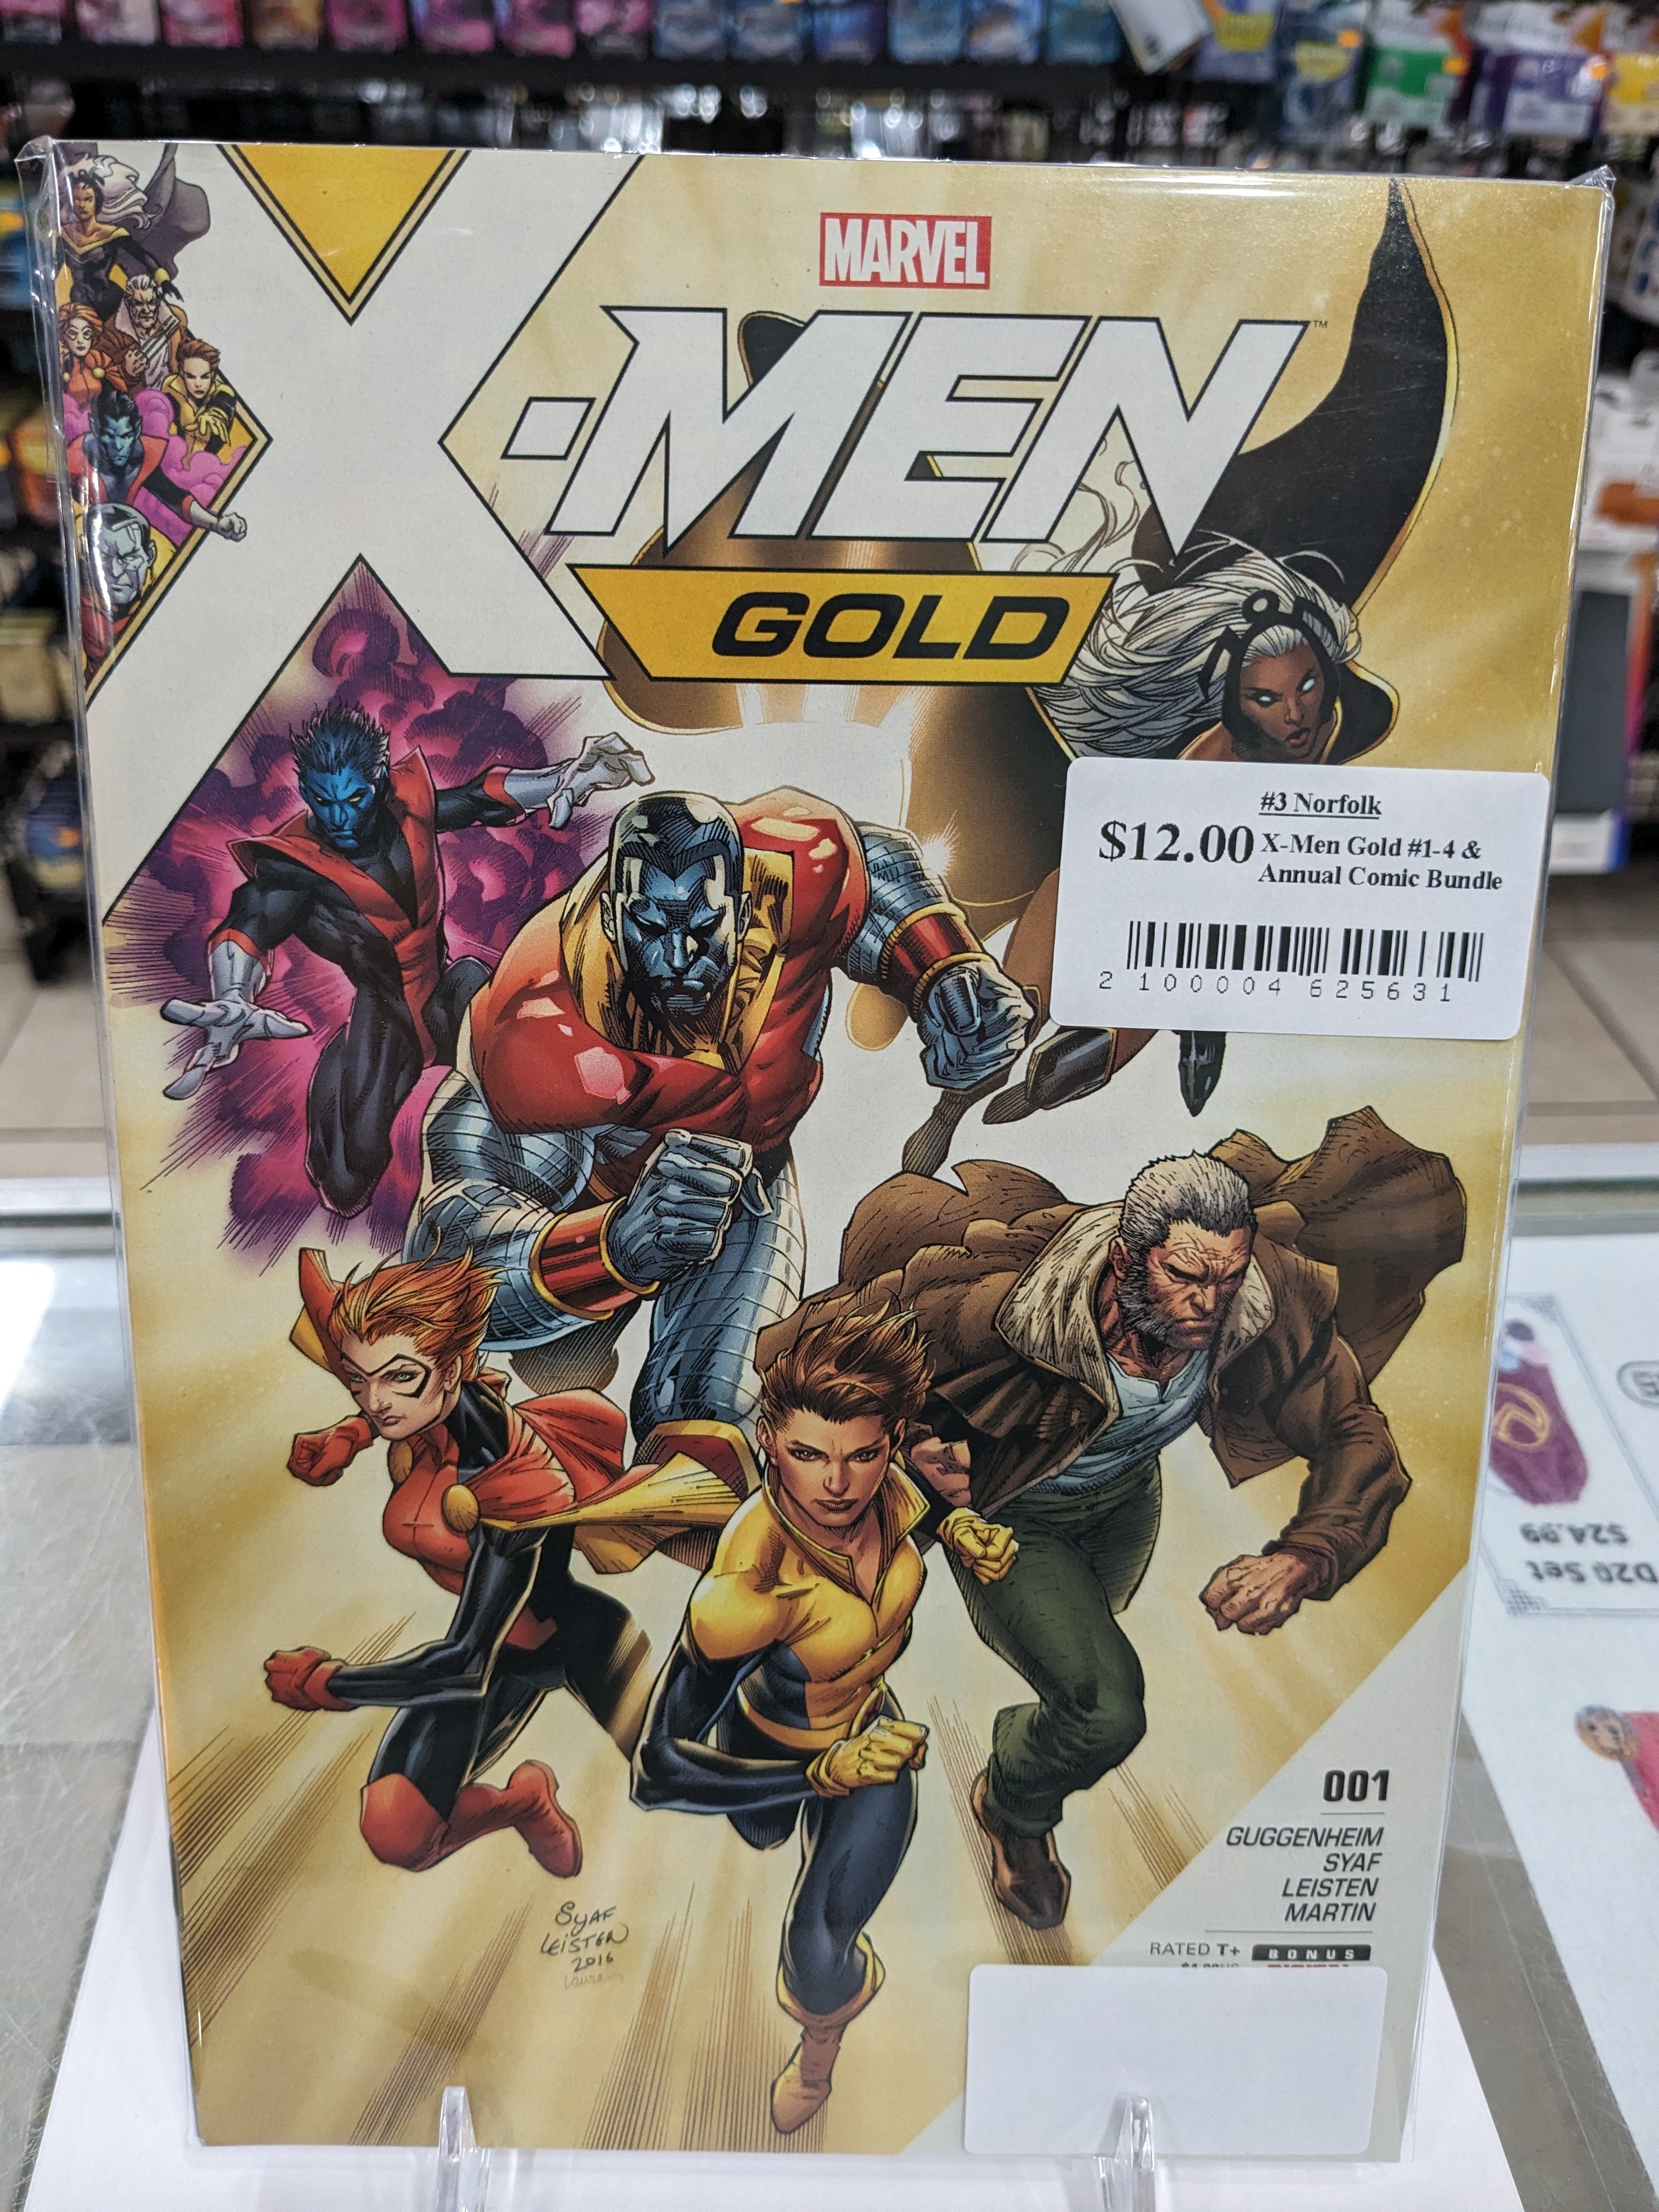 MARVEL
X-MEN
™
GOLD
#3 Norfolk
$12.00 X-Men Gold #1-4 &
Annual Comic Bundle
2 100004 625631
001
GUGGENHEIM
SYAF
LEISTEN
MARTIN
RATED T+
BONUS
SYAF
LEISTEN
2016
D20 Set
$24.99